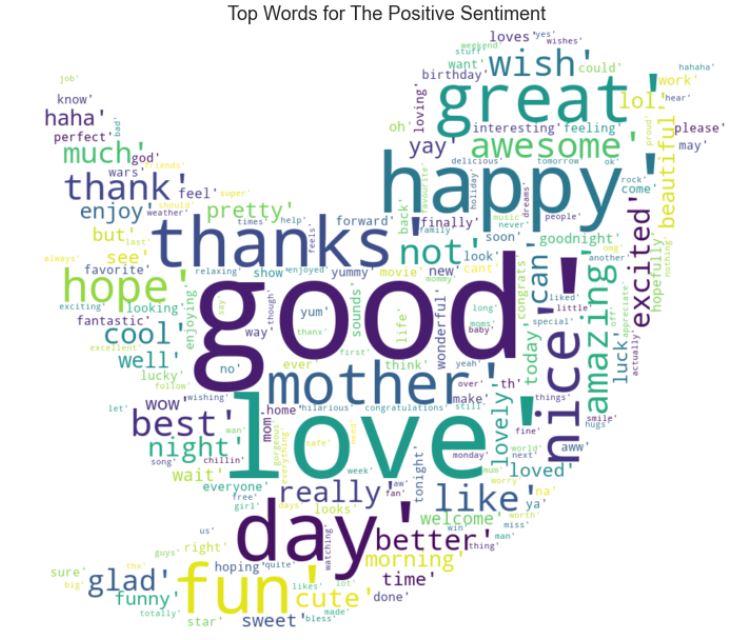 Top Words for The Positive Sentiment
loves' yes'
weekend' wishes'
stuff'
wish' want' could' hahaha'
job' birthday' great' work'
know' loving' lol' hear'
haha' oh' interesting' feeling' proud' please'
perfect' bad' yay' awesome' beautiful' may'
much' god' delicious' tomorrow' ok'
wars' friends' happy' holiday' dreams' rock' come'
thank' feel' super' favourite'
enjoy' should' pretty' back' music' people'
weather' times' help' forward' finally' never' excited'
but' last' thanks' feels' family' soon' goodnight' omg'
see' not' look' can' another' hopefully' nothing'
always' favorite' relaxing' show' enjoyed' yummy' movie' new' cant'
hope' mommy' good' congrats' liked' amazing'
exciting' looking' enjoying' say' though' yum' sounds' long' little' off' appreciate'
fantastic' way' thanx' life' wonderful' moms' special' today' luck' actually'
cool' first' baby' nice'
excellent' no' ever' think' yeah'
well' lucky' mother' over' th' things'
follow' make' smile'
let' wishing' home' hilarious' congratulations' still' fine' hugs'
wow' mom' love' lovely'
best' wan' gorgeous' everything' safe' need' world'
night' monday' next' aww'
song' chillin' week' mum' loved'
wait' tonight' worry' na'
everyone' really' aw' fan' like' ya'
free' girl' days' looks' worth' miss'
us' day' welcome' win' man'
guys' right' watching' better' thing'
sure' thx' hoping' quite' morning'
big' glad' fun' likes' lot' time'
funny' cute' done'
totally' star' sweet' bless' made'